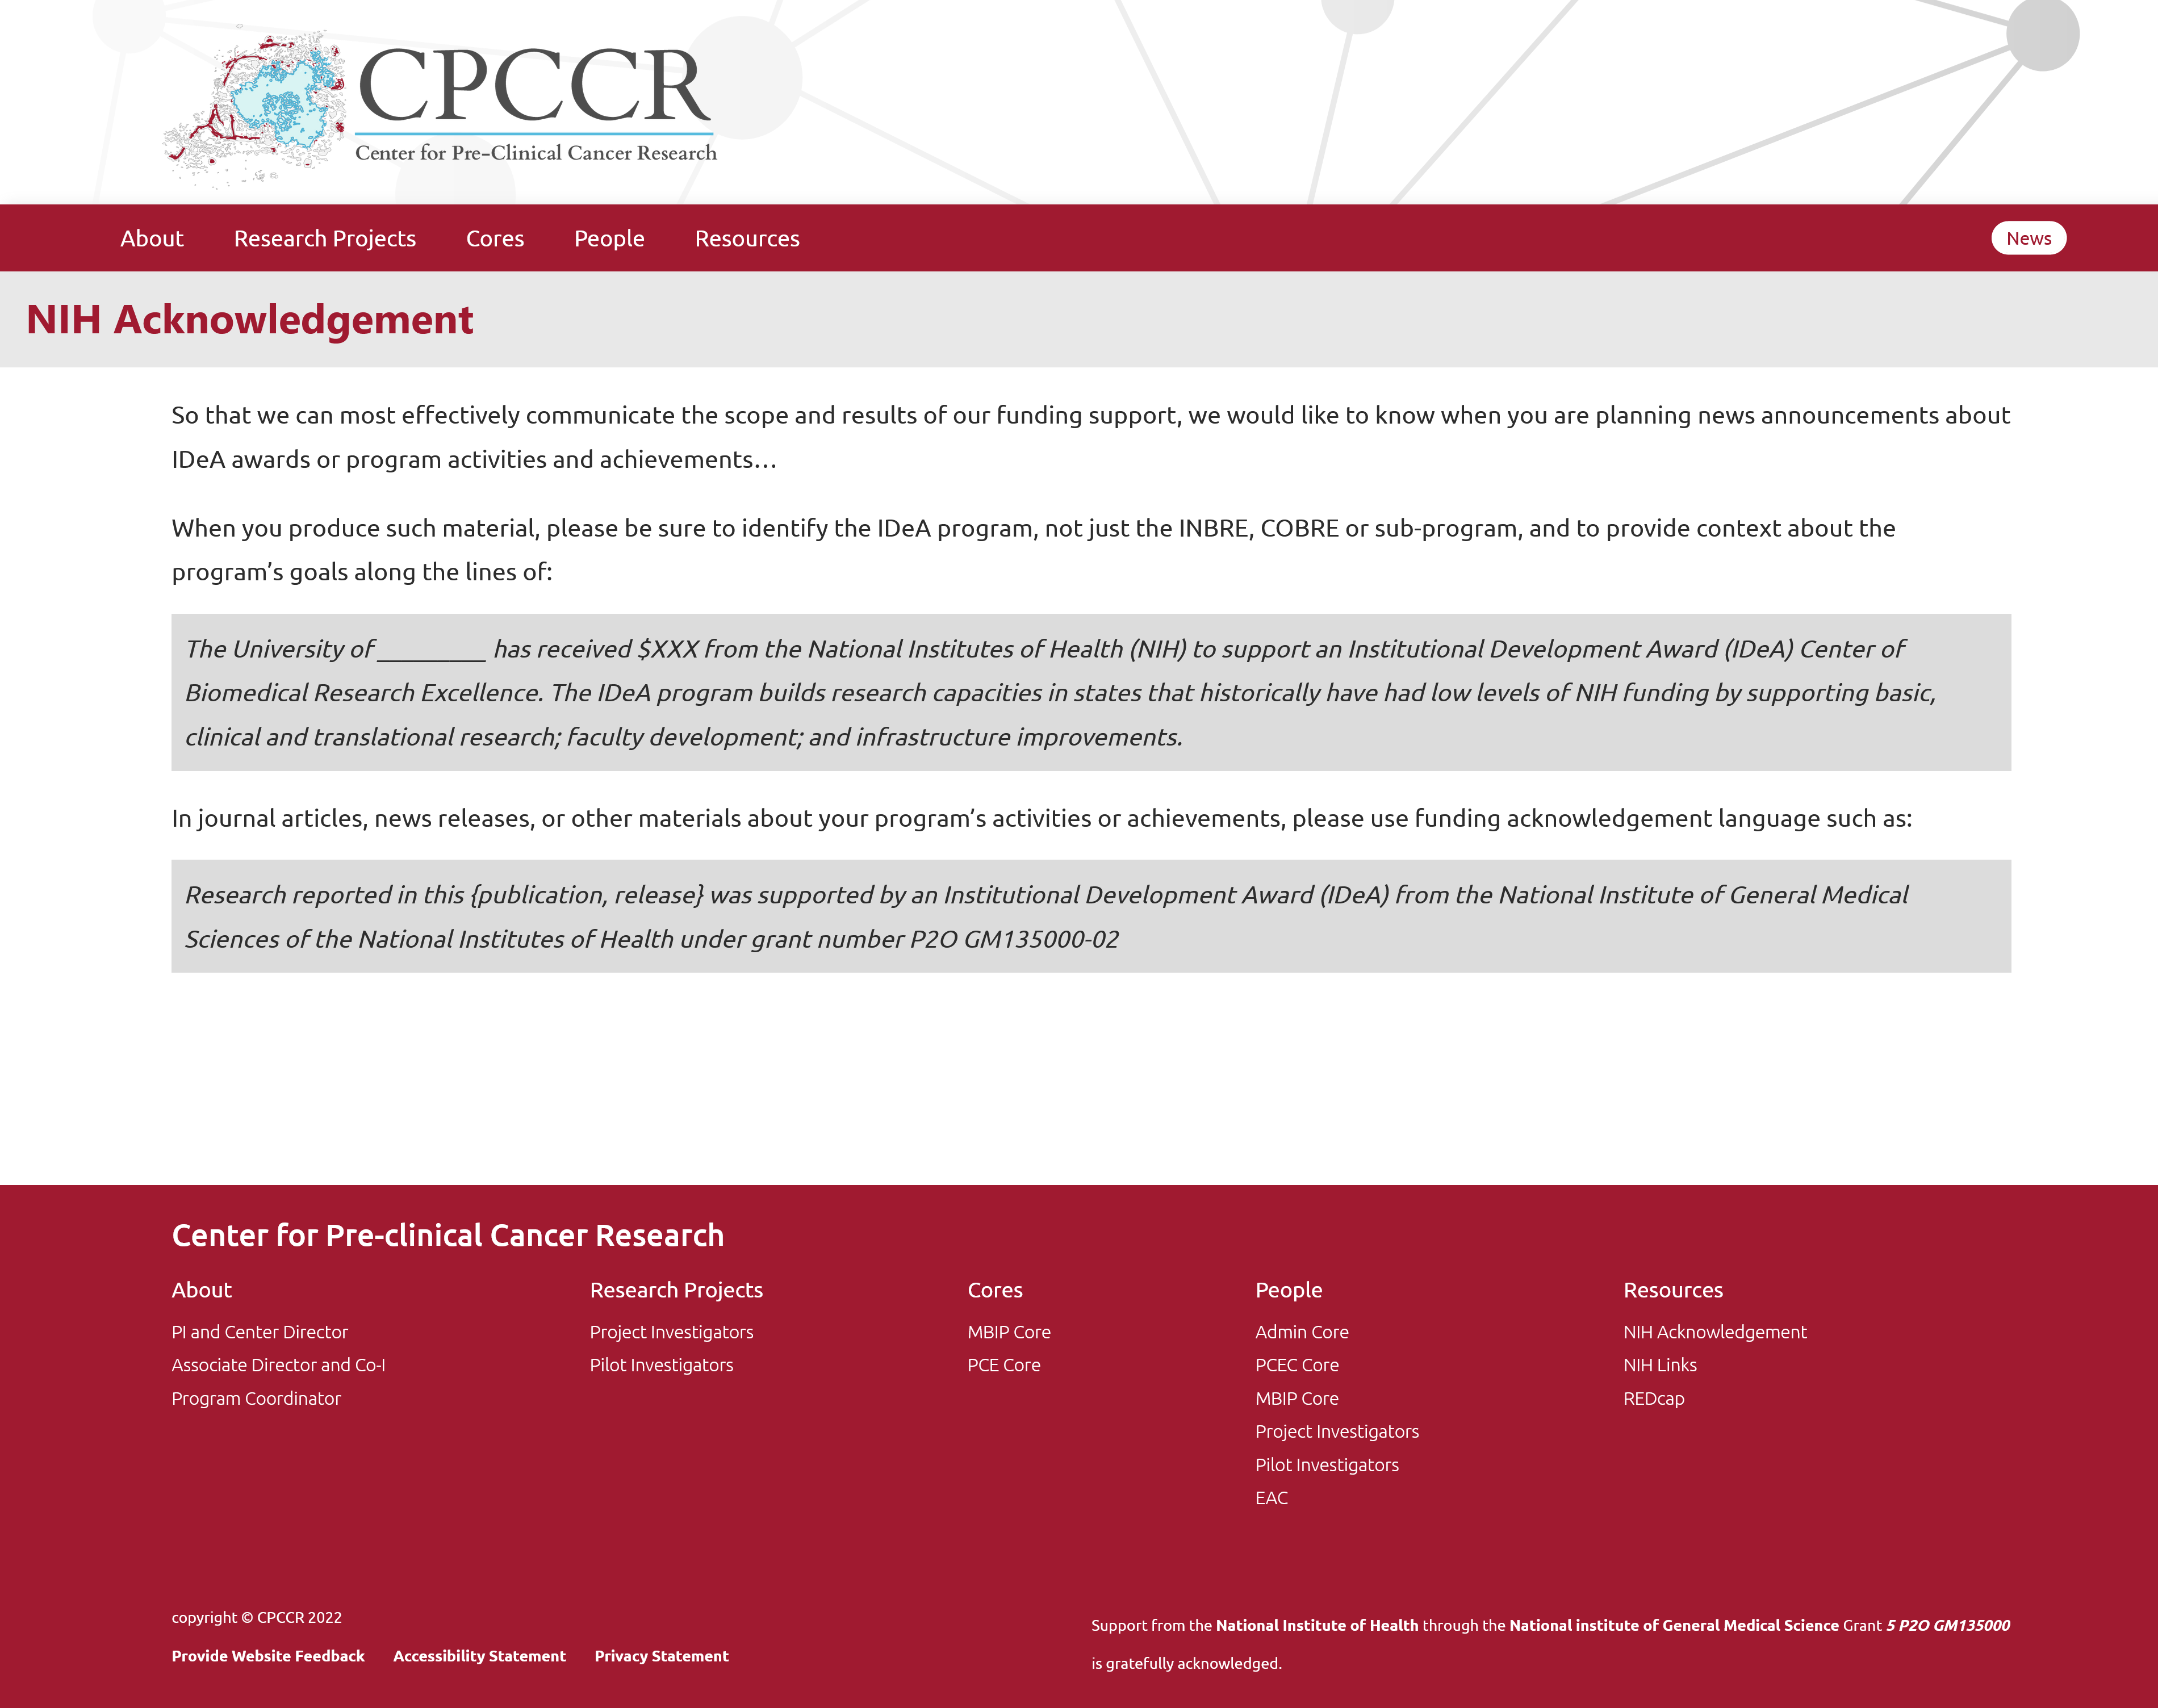 CPCCR
Center for Pre-Clinical Cancer Research
About
Research Projects
Cores
People
Resources
News
NIH Acknowledgement
So that we can most effectively communicate the scope and results of our funding support, we would like to know when you are planning news announcements about
IDeA awards or program activities and achievements…
When you produce such material, please be sure to identify the IDeA program, not just the INBRE, COBRE or sub-program, and to provide context about the
program’s goals along the lines of:
The University of _________ has received $XXX from the National Institutes of Health (NIH) to support an Institutional Development Award (IDeA) Center of
Biomedical Research Excellence. The IDeA program builds research capacities in states that historically have had low levels of NIH funding by supporting basic,
clinical and translational research; faculty development; and infrastructure improvements.
In journal articles, news releases, or other materials about your program’s activities or achievements, please use funding acknowledgement language such as:
Research reported in this {publication, release} was supported by an Institutional Development Award (IDeA) from the National Institute of General Medical
Sciences of the National Institutes of Health under grant number P2O GM135000-02
Center for Pre-clinical Cancer Research
About
PI and Center Director
Associate Director and Co-I
Program Coordinator
Research Projects
Project Investigators
Pilot Investigators
Cores
MBIP Core
PCE Core
People
Admin Core
PCEC Core
MBIP Core
Project Investigators
Pilot Investigators
EAC
Resources
NIH Acknowledgement
NIH Links
REDcap
copyright © CPCCR 2022
Provide Website Feedback
Accessibility Statement
Privacy Statement
Support from the National Institute of Health through the National institute of General Medical Science Grant 5 P2O GM135000
is gratefully acknowledged.